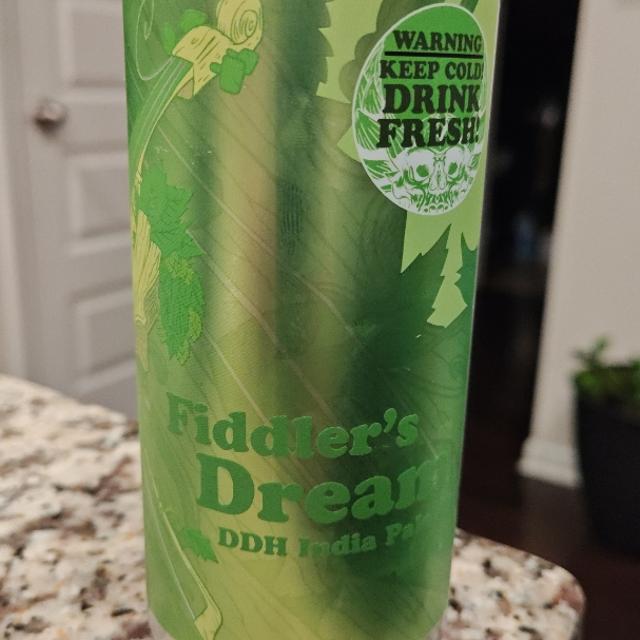 WARNING
KEEP COLD!
DRINK
FRESH!
Fiddler's
Dream
DDH India Pale